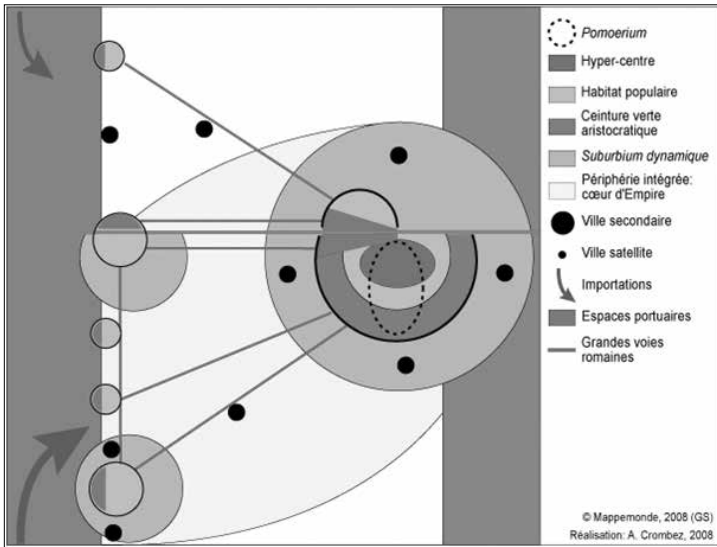 Pomoerium
Hyper-centre
Habitat populaire
Ceinture verte
aristocratique
Suburbium dynamique
Périphérie intégrée:
cœur d'Empire
Ville secondaire
Ville satellite
Importations
Espaces portuaires
Grandes voies
romaines
© Mappemonde, 2008 (GS)
Réalisation: A. Crombez, 2008